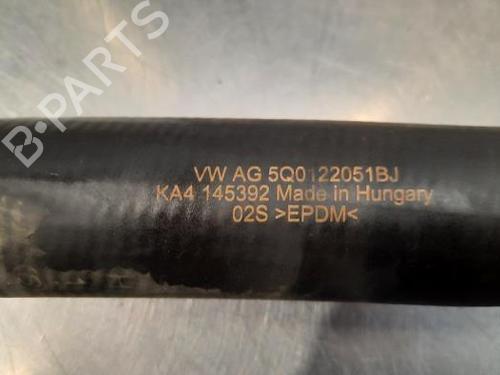 B-PARTS
VW AG 5Q0122051BJ
KA4 145392 Made in Hungary
02S >EPDM<